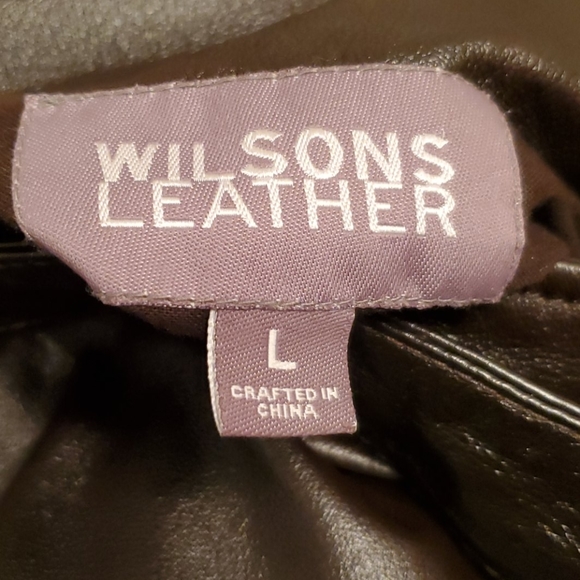 WILSONS
LEATHER
L
CRAFTED IN
CHINA